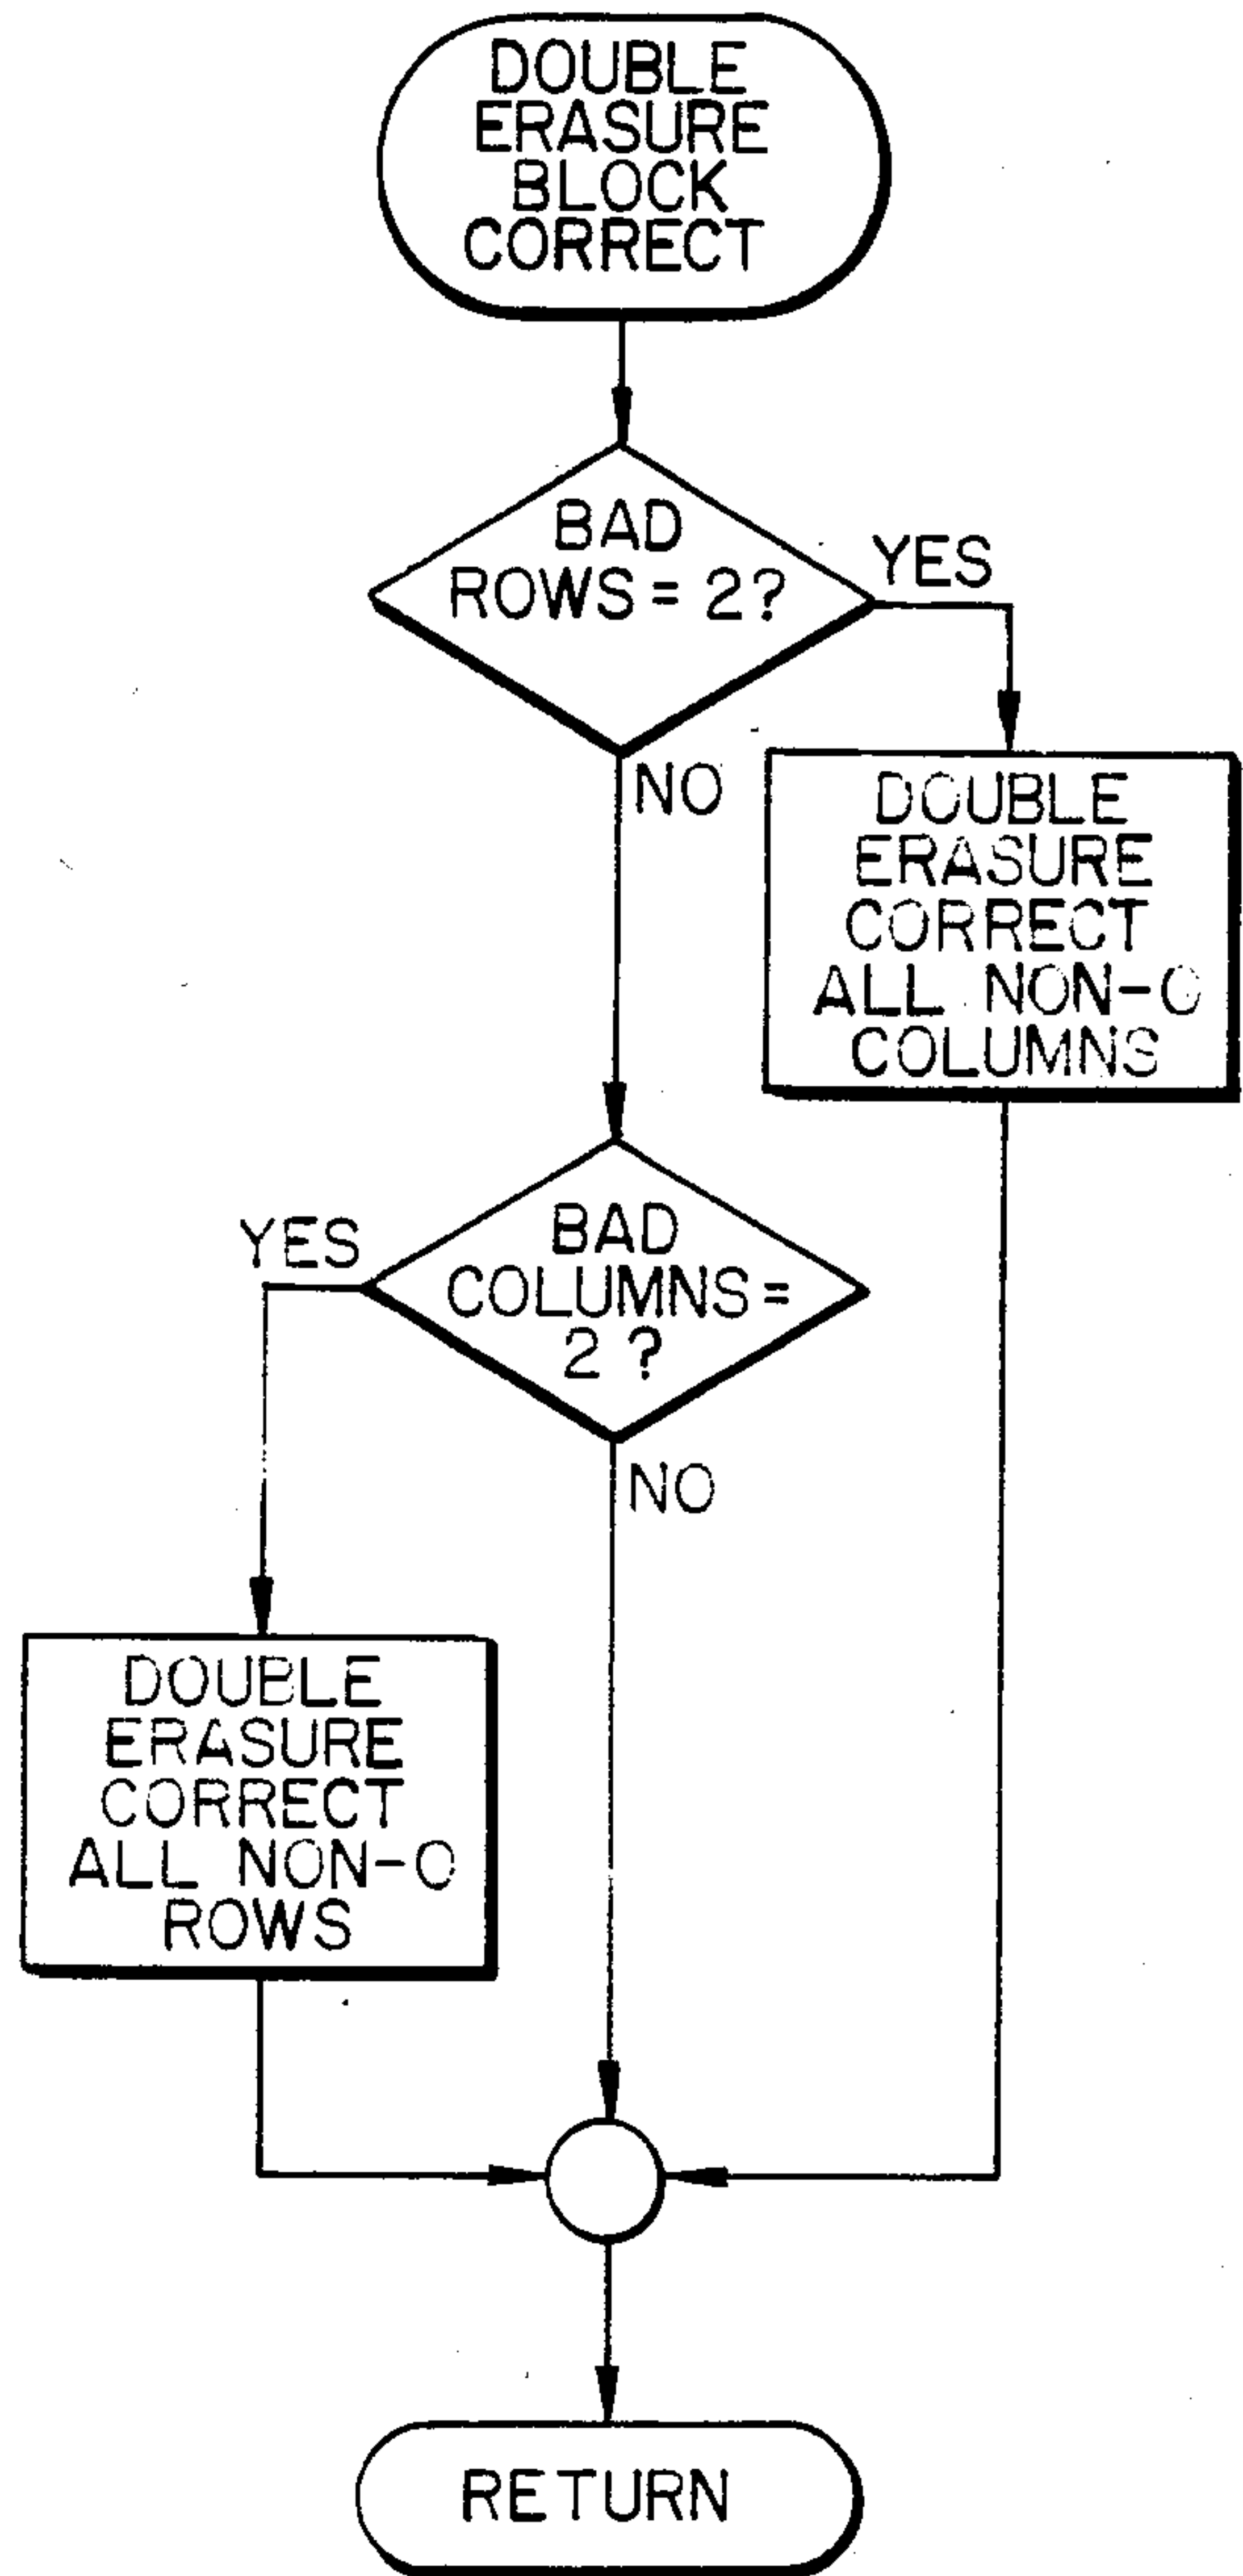 DOUBLE
ERASURE
BLOCK
CORRECT
BAD
ROWS = 2?
YES
NO
DOUBLE
ERASURE
CORRECT
ALL NON-0
COLUMNS
BAD
COLUMNS =
2?
YES
NO
DOUBLE
ERASURE
CORRECT
ALL NON-0
ROWS
RETURN